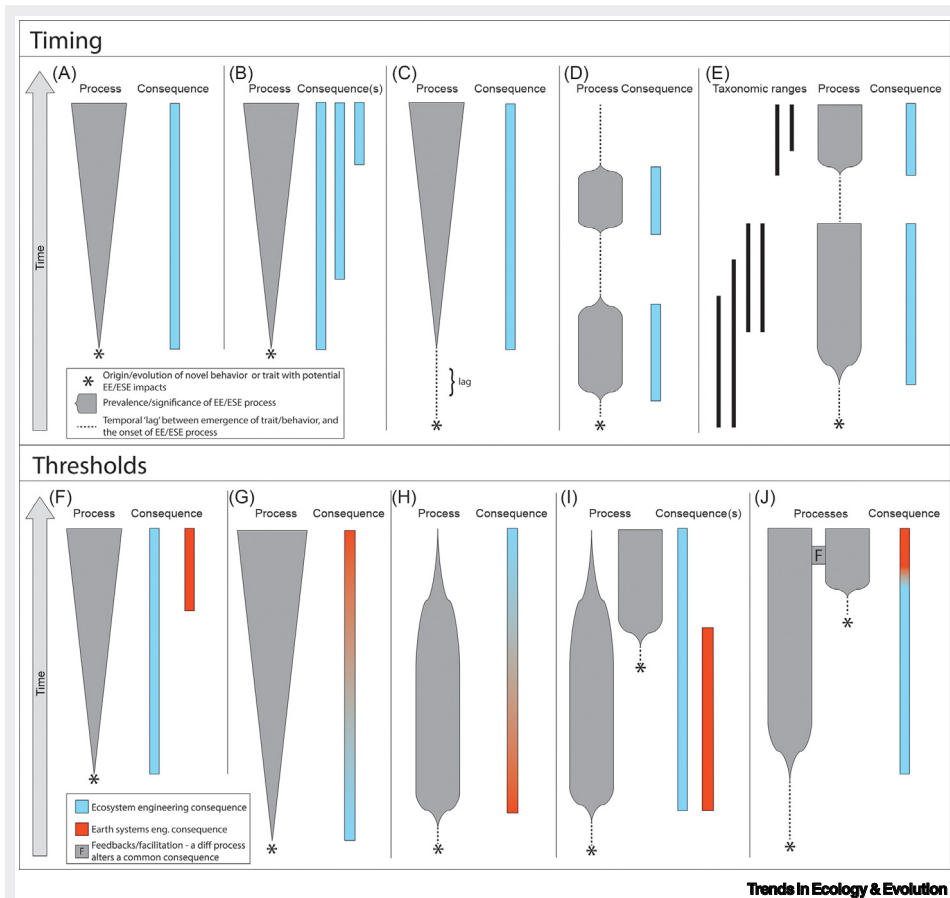 Timing
(A)
Process Consequence
(B)
Process Consequence(s)
(C)
Process Consequence
(D)
Process Consequence
(E)
Taxonomic ranges Process Consequence
Time
*
*
lag
*
*
*
* Origin/evolution of novel behavior or trait with potential
EE/ESE impacts
Prevalence/significance of EE/ESE process
Temporal 'lag' between emergence of trait/behavior, and
the onset of EE/ESE process
Thresholds
(F)
Process Consequence
(G)
Process Consequence
(H)
Process Consequence
(I)
Process Consequence(s)
(J)
Processes Consequence
Time
F
*
*
*
*
*
*
*
Ecosystem engineering consequence
Earth systems eng. consequence
F Feedbacks/facilitation - a diff process
alters a common consequence
Trends in Ecology & Evolution